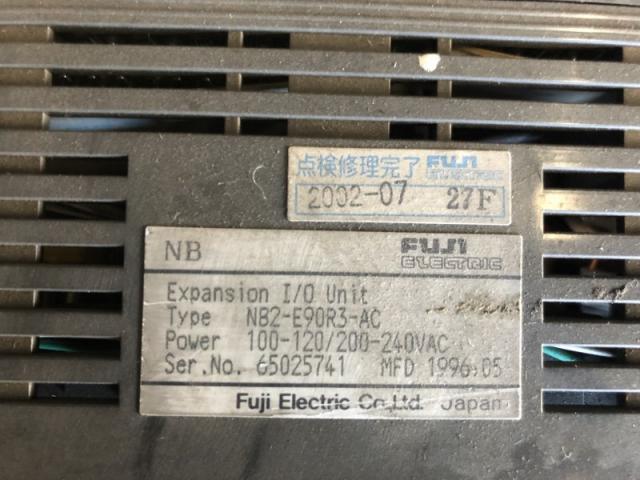 点検修理完了 FUJI ELECTRIC
2002-07 27F
NB FUJI ELECTRIC
Expansion I/O Unit
Type NB2-E90R3-AC
Power 100-120/200-240VAC
Ser.No. 65025741 MFD 1996.05
Fuji Electric Co.,Ltd. Japan